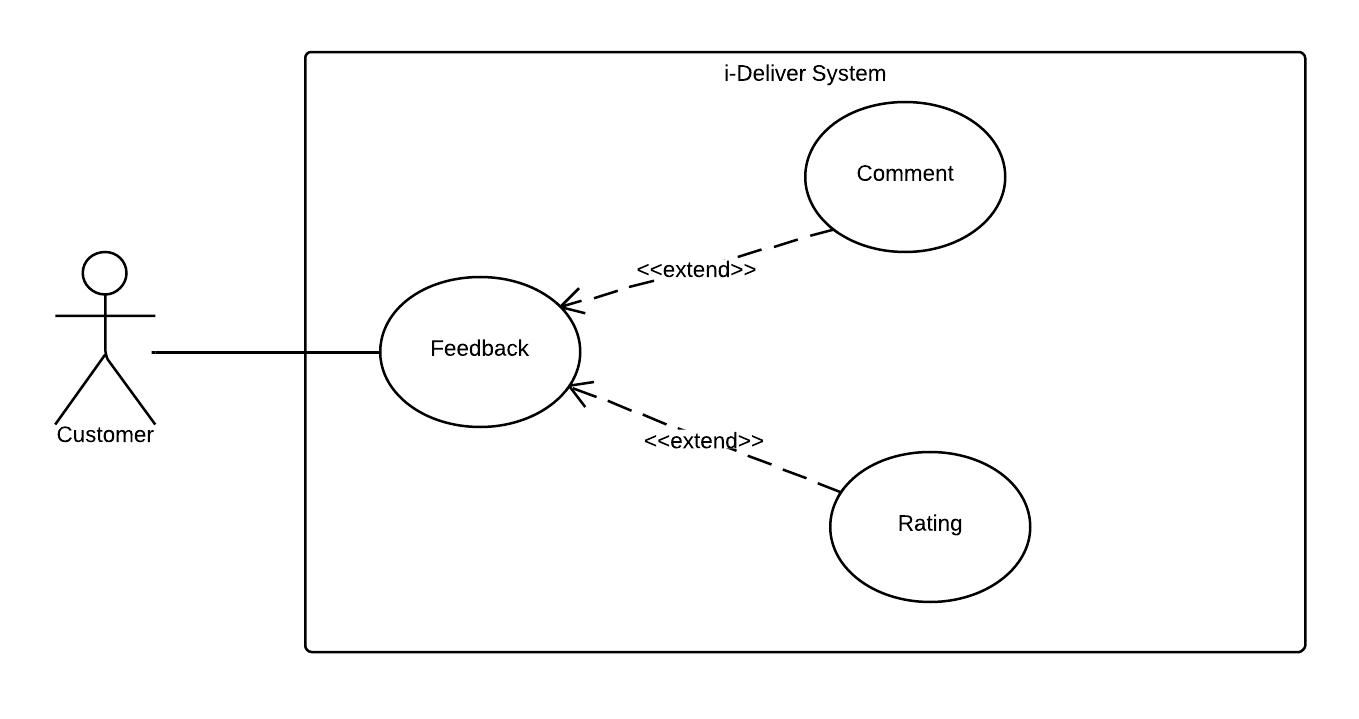 i-Deliver System
Comment
<<extend>>
Feedback
Customer
<<extend>>
Rating